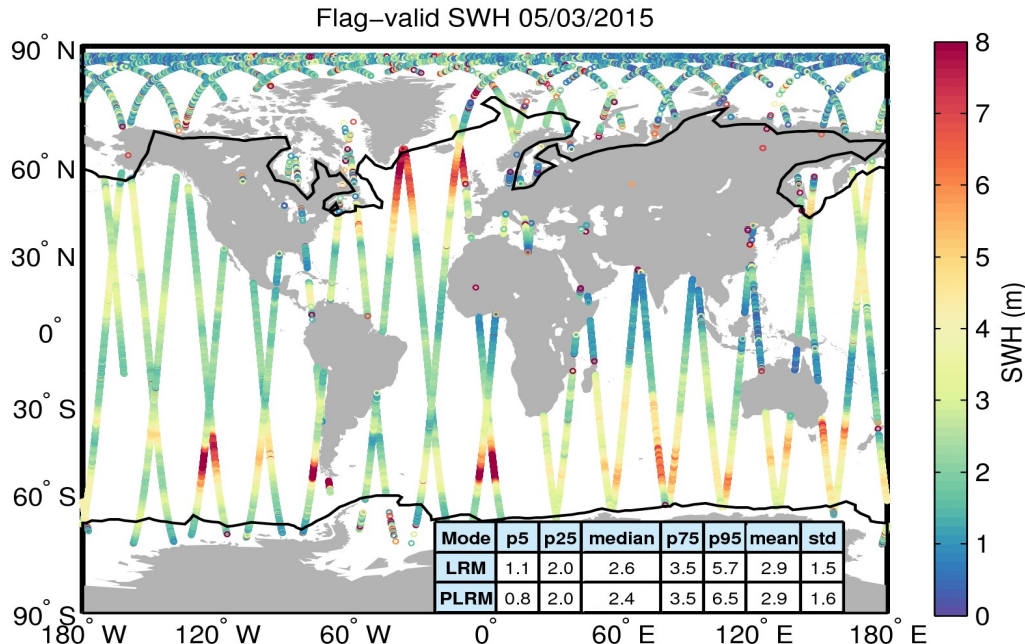 Flag−valid SWH 05/03/2015
90° N
60° N
30° N
0°
30° S
60° S
90° S
180° W
120° W
60° W
0°
60° E
120° E
180° E
Mode p5 p25 median p75 p95 mean std
LRM 1.1 2.0 2.6 3.5 5.7 2.9 1.5
PLRM 0.8 2.0 2.4 3.5 6.5 2.9 1.6
8
7
6
5
4
3
2
1
0
SWH (m)